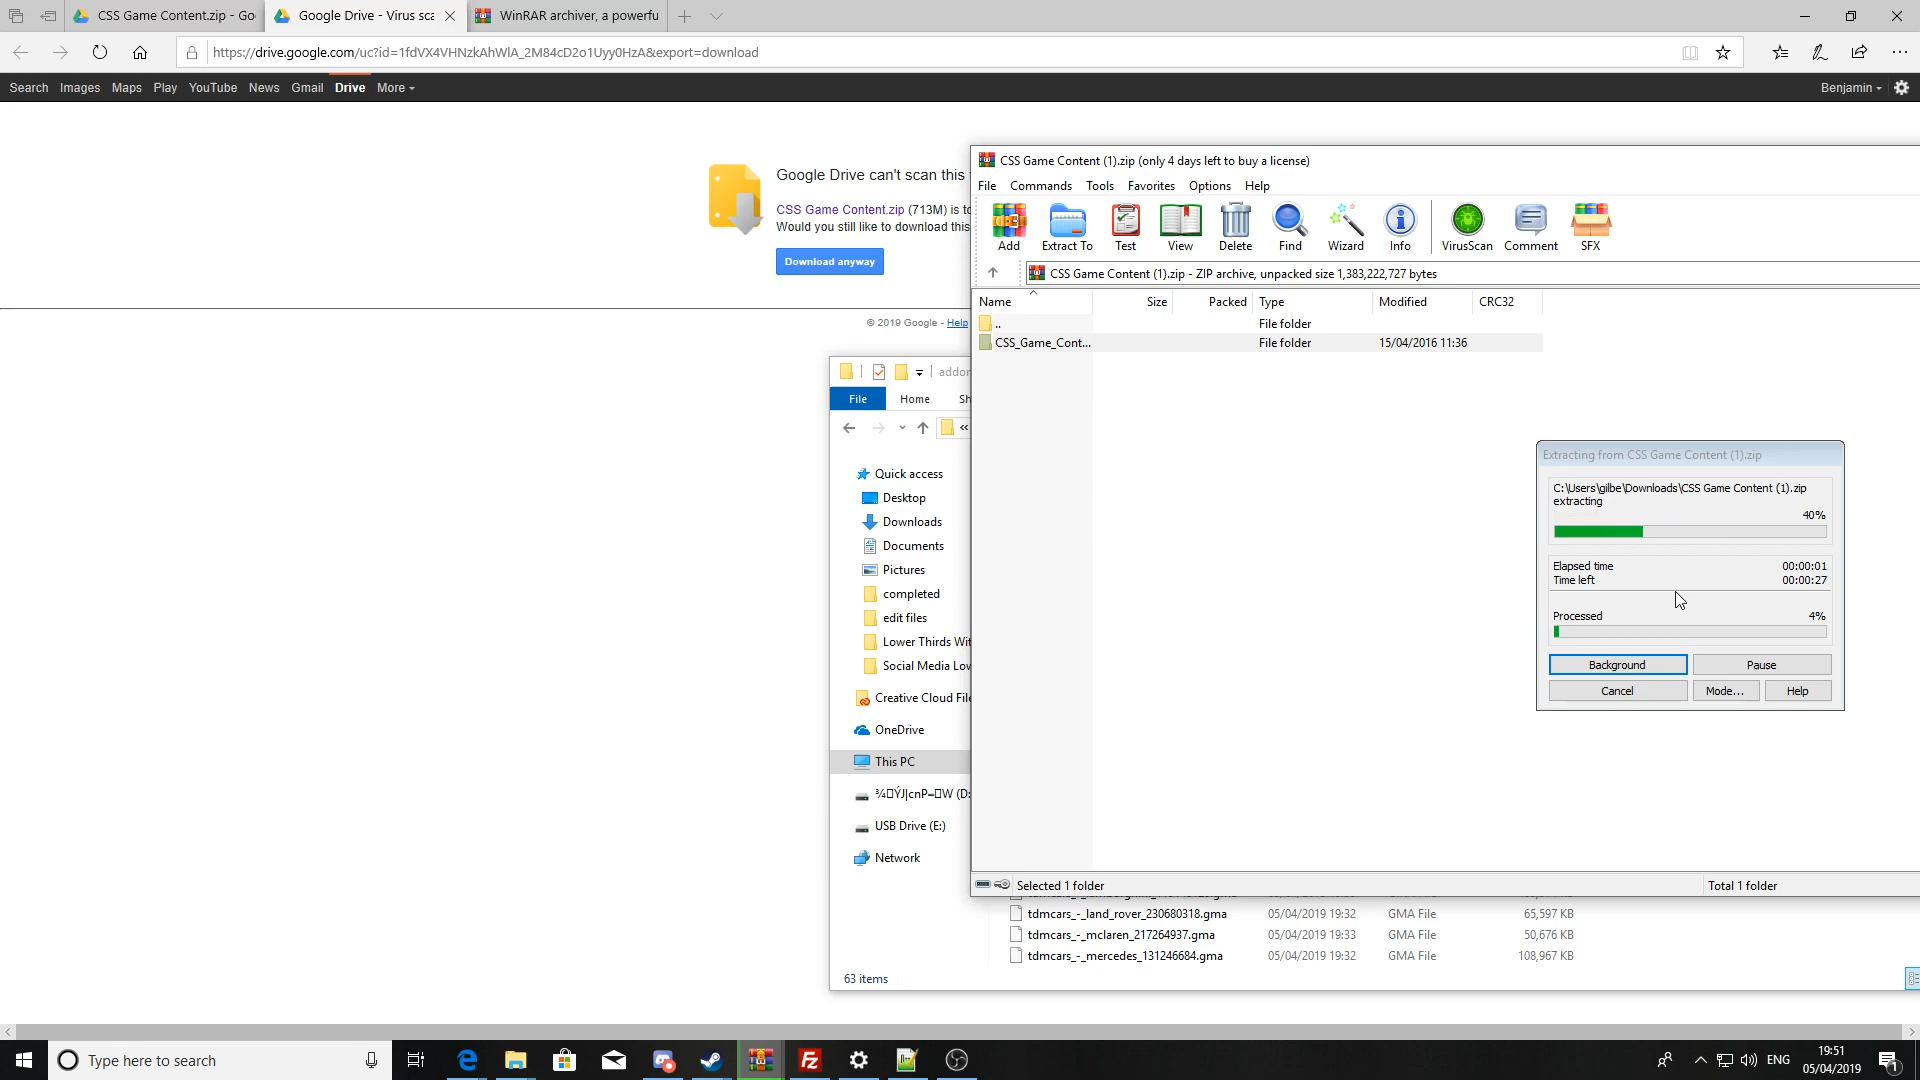 CSS Game Content.zip - Go
Google Drive - Virus sca
WinRAR archiver, a powerfu
https://drive.google.com/uc?id=1fdVX4VHNzkAhWlA_2M84cD2o1Uyy0HzA&export=download
Search Images Maps Play YouTube News Gmail Drive More
Benjamin
Google Drive can't scan this
CSS Game Content.zip (713M) is to
Would you still like to download this
Download anyway
© 2019 Google - Help
CSS Game Content (1).zip (only 4 days left to buy a license)
File Commands Tools Favorites Options Help
Add Extract To Test View Delete Find Wizard Info VirusScan Comment SFX
CSS Game Content (1).zip - ZIP archive, unpacked size 1,383,222,727 bytes
Name Size Packed Type Modified CRC32
.. File folder
CSS_Game_Cont... File folder 15/04/2016 11:36
Selected 1 folder
Total 1 folder
Extracting from CSS Game Content (1).zip
C:\Users\gilbe\Downloads\CSS Game Content (1).zip
extracting
40%
Elapsed time 00:00:01
Time left 00:00:27
Processed 4%
Background Pause
Cancel Mode... Help
addon
File Home Sh
«
Quick access
Desktop
Downloads
Documents
Pictures
completed
edit files
Lower Thirds Wit
Social Media Low
Creative Cloud File
OneDrive
This PC
USB Drive (E:)
Network
tdmcars_-_land_rover_230680318.gma 05/04/2019 19:32 GMA File 65,597 KB
tdmcars_-_mclaren_217264937.gma 05/04/2019 19:33 GMA File 50,676 KB
tdmcars_-_mercedes_131246684.gma 05/04/2019 19:32 GMA File 108,967 KB
63 items
Type here to search
ENG
19:51
05/04/2019
1